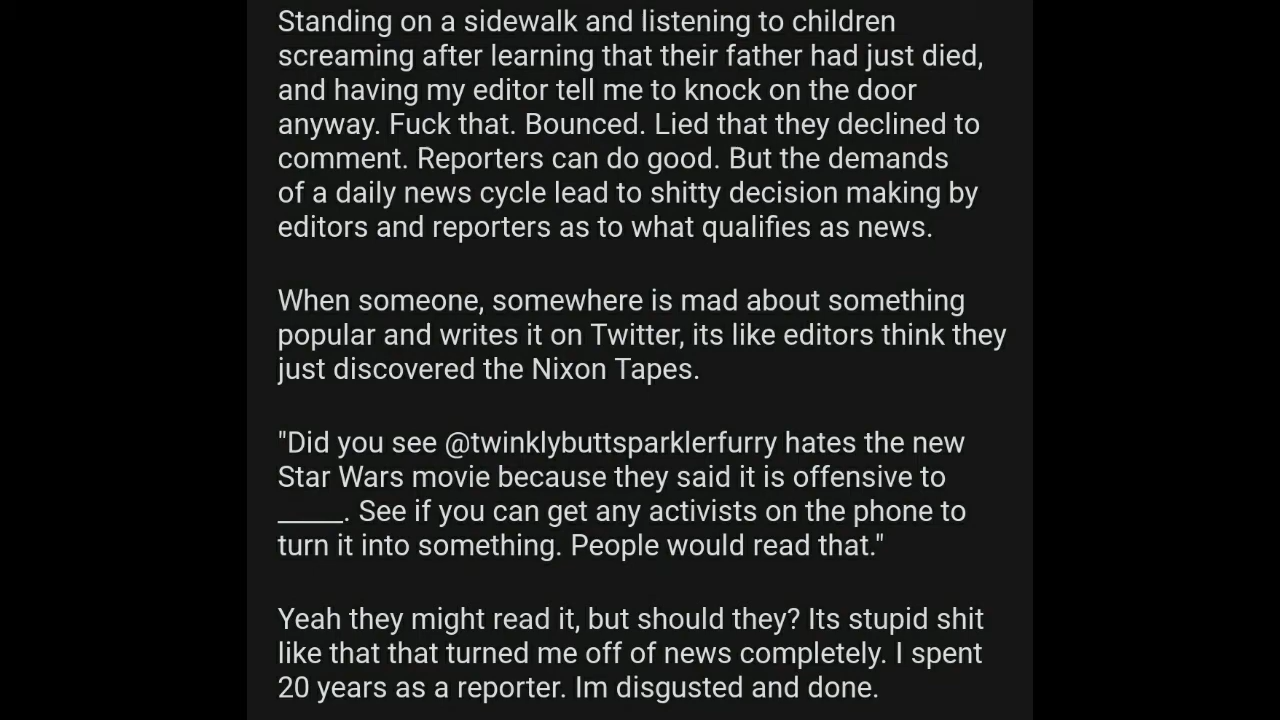 Standing on a sidewalk and listening to children
screaming after learning that their father had just died,
and having my editor tell me to knock on the door
anyway. Fuck that. Bounced. Lied that they declined to
comment. Reporters can do good. But the demands
of a daily news cycle lead to shitty decision making by
editors and reporters as to what qualifies as news.
When someone, somewhere is mad about something
popular and writes it on Twitter, its like editors think they
just discovered the Nixon Tapes.
"Did you see @twinklybuttsparklerfurry hates the new
Star Wars movie because they said it is offensive to
_____. See if you can get any activists on the phone to
turn it into something. People would read that."
Yeah they might read it, but should they? Its stupid shit
like that that turned me off of news completely. I spent
20 years as a reporter. Im disgusted and done.